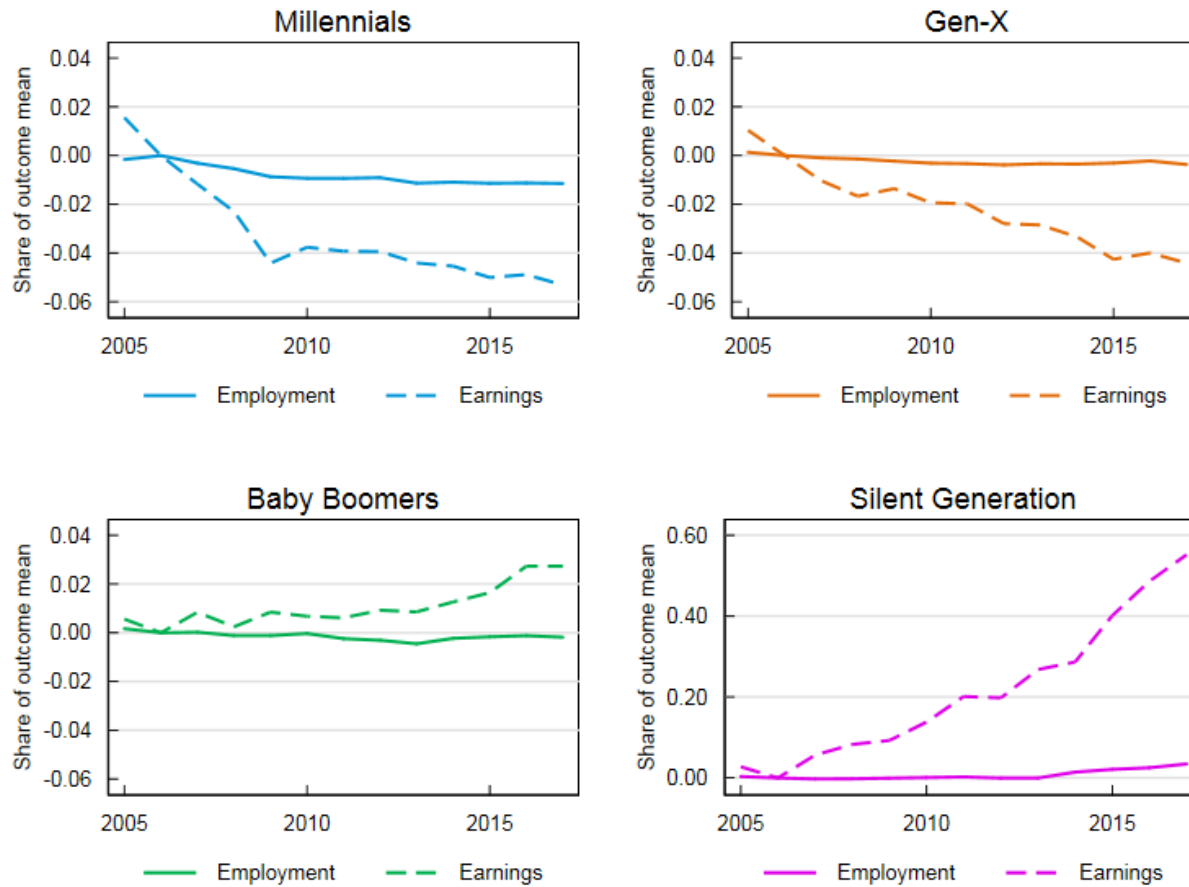 Millennials
Share of outcome mean
0.04
0.02
0.00
-0.02
-0.04
-0.06
2005 2010 2015
Employment Earnings
Gen-X
Share of outcome mean
0.04
0.02
0.00
-0.02
-0.04
-0.06
2005 2010 2015
Employment Earnings
Baby Boomers
Share of outcome mean
0.04
0.02
0.00
-0.02
-0.04
-0.06
2005 2010 2015
Employment Earnings
Silent Generation
Share of outcome mean
0.60
0.40
0.20
0.00
2005 2010 2015
Employment Earnings